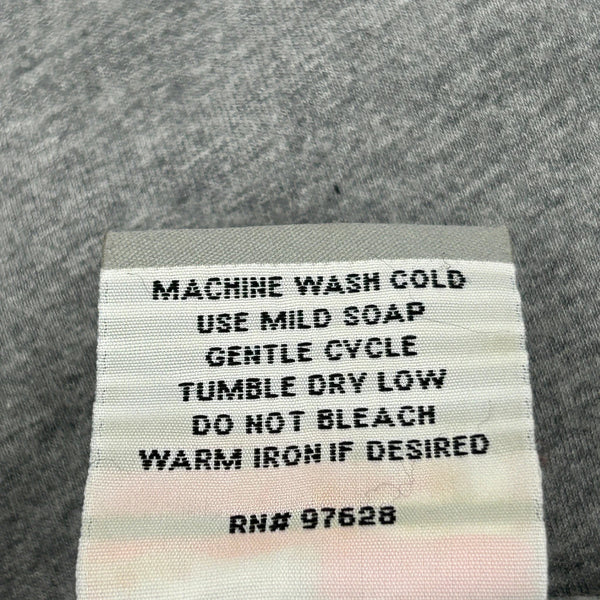 MACHINE WASH COLD
USE MILD SOAP
GENTLE CYCLE
TUMBLE DRY LOW
DO NOT BLEACH
WARM IRON IF DESIRED
RN# 97628